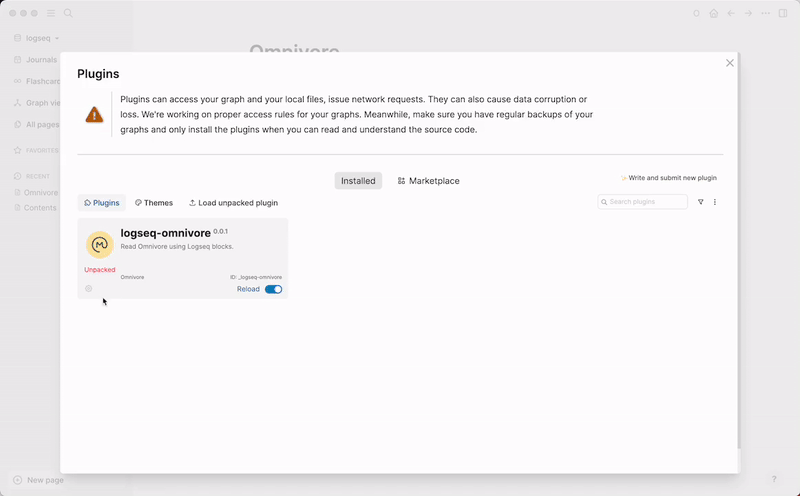 logseq
Omnivore
Journals
Flashcar
Graph vie
All pages
FAVORITES
RECENT
Omnivore
Contents
Plugins
Plugins can access your graph and your local files, issue network requests. They can also cause data corruption or
loss. We're working on proper access rules for your graphs. Meanwhile, make sure you have regular backups of your
graphs and only install the plugins when you can read and understand the source code.
Installed
Marketplace
Write and submit new plugin
Plugins
Themes
Load unpacked plugin
Search plugins
logseq-omnivore 0.0.1
Read Omnivore using Logseq blocks.
Unpacked
Omnivore
ID: _logseq-omnivore
Reload
New page
?